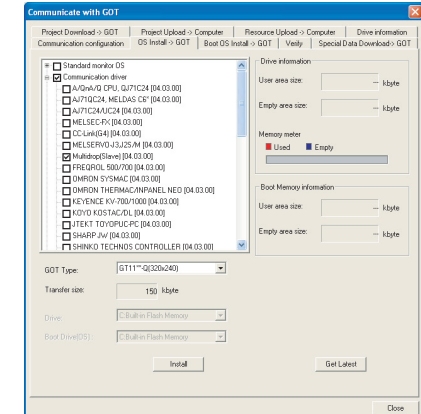 Communicate with GOT
Project Download -> GOT
Project Upload -> Computer
Resource Upload -> Computer
Drive information
Communication configuration
OS Install -> GOT
Boot OS Install -> GOT
Verify
Special Data Download-> GOT
Standard monitor OS
Communication driver
A/QnA/Q CPU, QJ71C24 [04.03.00]
AJ71QC24, MELDAS C6* [04.03.00]
AJ71C24/UC24 [04.03.00]
MELSEC-FX [04.03.00]
CC-Link(G4) [04.03.00]
MELSERVO-J3,J2S/M [04.03.00]
Multidrop(Slave) [04.03.00]
FREQROL 500/700 [04.03.00]
OMRON SYSMAC [04.03.00]
OMRON THERMAC/INPANEL NEO [04.03.00]
KEYENCE KV-700/1000 [04.03.00]
KOYO KOSTAC/DL [04.03.00]
JTEKT TOYOPUC-PC [04.03.00]
SHARP JW [04.03.00]
SHINKO TECHNOS CONTROLLER [04.03.00]
Drive information
User area size: -- kbyte
Empty area size: -- kbyte
Memory meter
Used Empty
Boot Memory information
User area size: -- kbyte
Empty area size: -- kbyte
GOT Type: GT11**-Q(320x240)
Transfer size: 150 kbyte
Drive: C:Built-in Flash Memory
Boot Drive(OS): C:Built-in Flash Memory
Install
Get Latest
Close